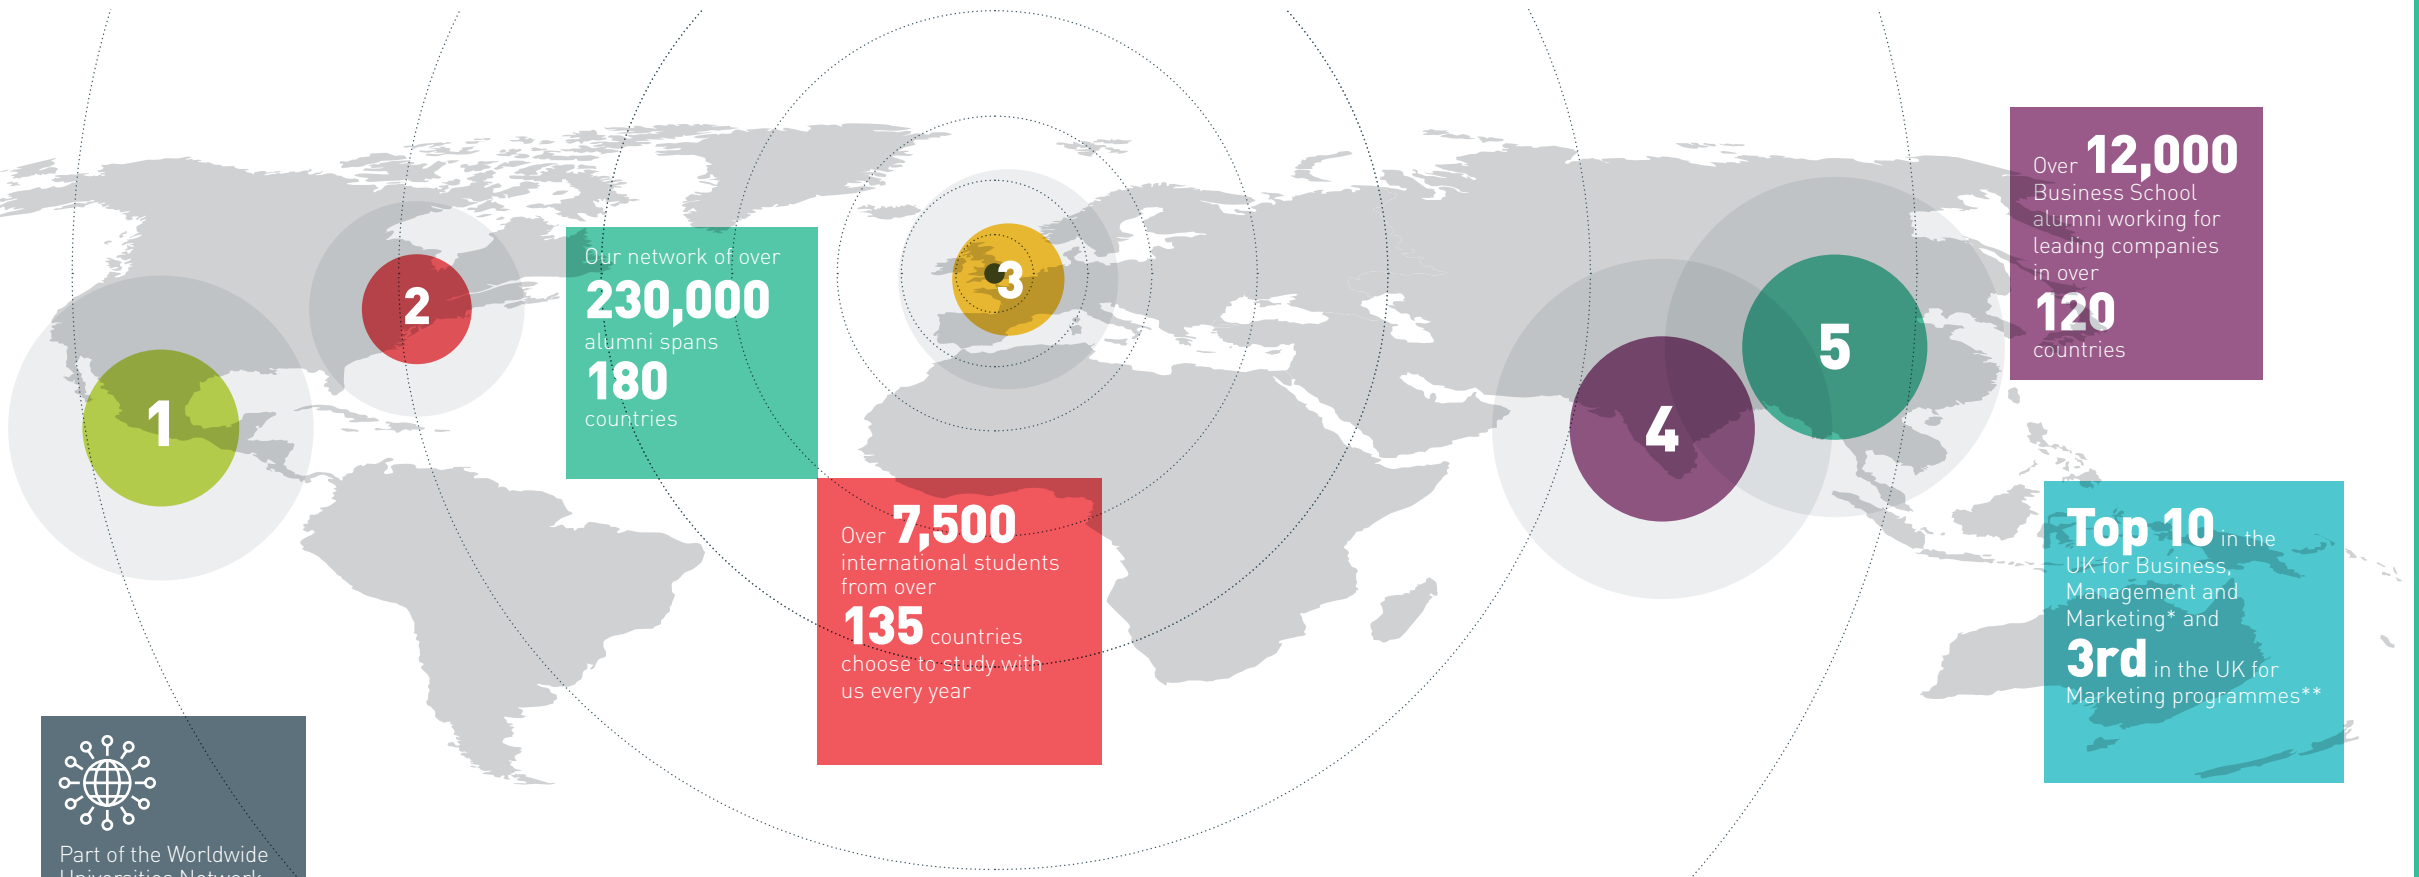 1
2
3
4
5
Our network of over
230,000
alumni spans
180
countries
Over 7,500
international students
from over
135 countries
choose to study with
us every year
Over 12,000
Business School
alumni working for
leading companies
in over
120
countries
Top 10 in the
UK for Business,
Management and
Marketing* and
3rd in the UK for
Marketing programmes**
Part of the Worldwide
Universities Network